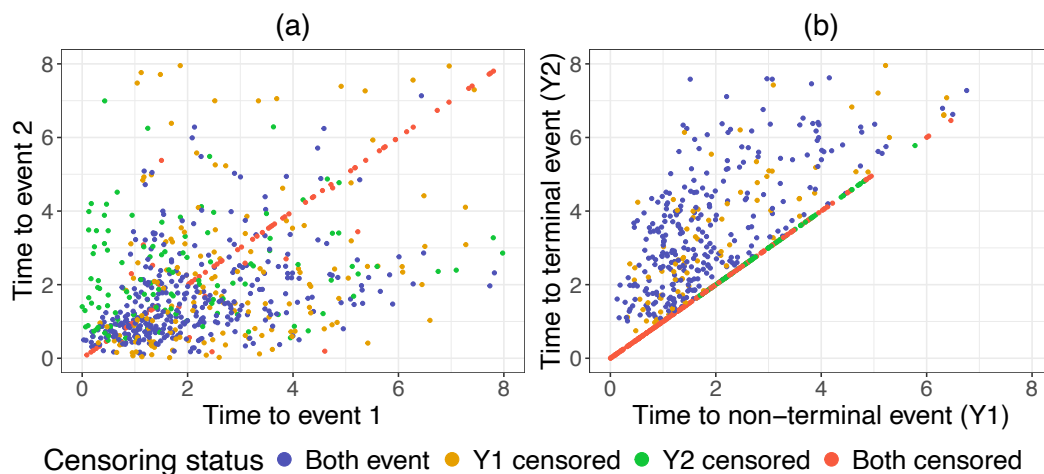 (a)
(b)
Time to event 2
8
6
4
2
0
0 2 4 6 8
Time to event 1
Time to terminal event (Y2)
8
6
4
2
0
0 2 4 6 8
Time to non−terminal event (Y1)
Censoring status Both event Y1 censored Y2 censored Both censored